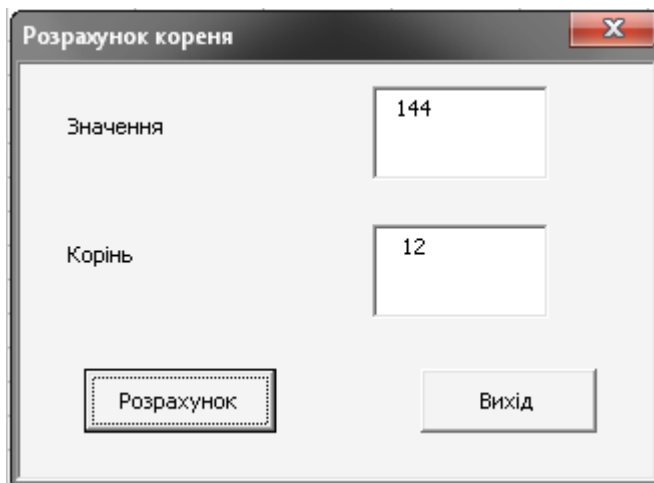 Розрахунок кореня
Значення 144
Корінь 12
Розрахунок Вихід